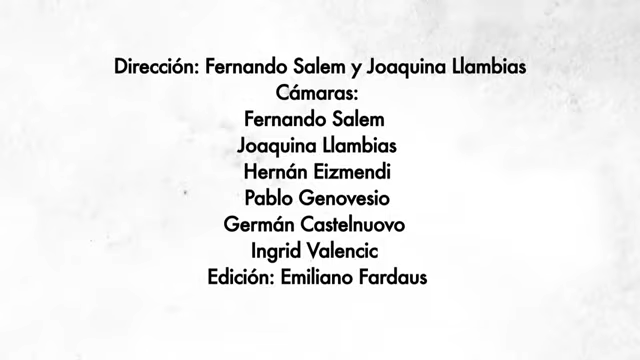 Dirección: Fernando Salem y Joaquina Llambias
Cámaras:
Fernando Salem
Joaquina Llambias
Hernán Eizmendi
Pablo Genovesio
Germán Castelnuovo
Ingrid Valencic
Edición: Emiliano Fardaus